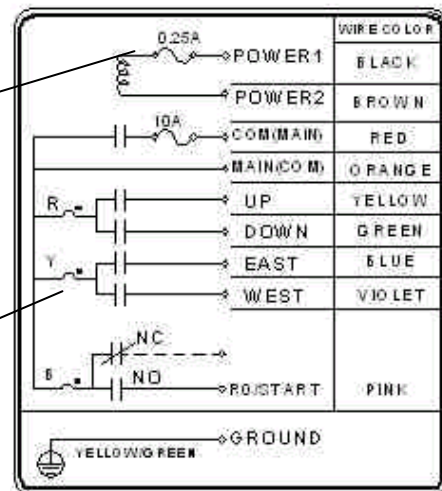 WIRE COLOR
0.25A
POWER1 BLACK
POWER2 BROWN
10A
COM(MAIN) RED
MAIN(COM) ORANGE
R UP YELLOW
DOWN GREEN
Y EAST BLUE
WEST VIOLET
NC
NO R0/START PINK
GROUND
YELLOW/GREEN